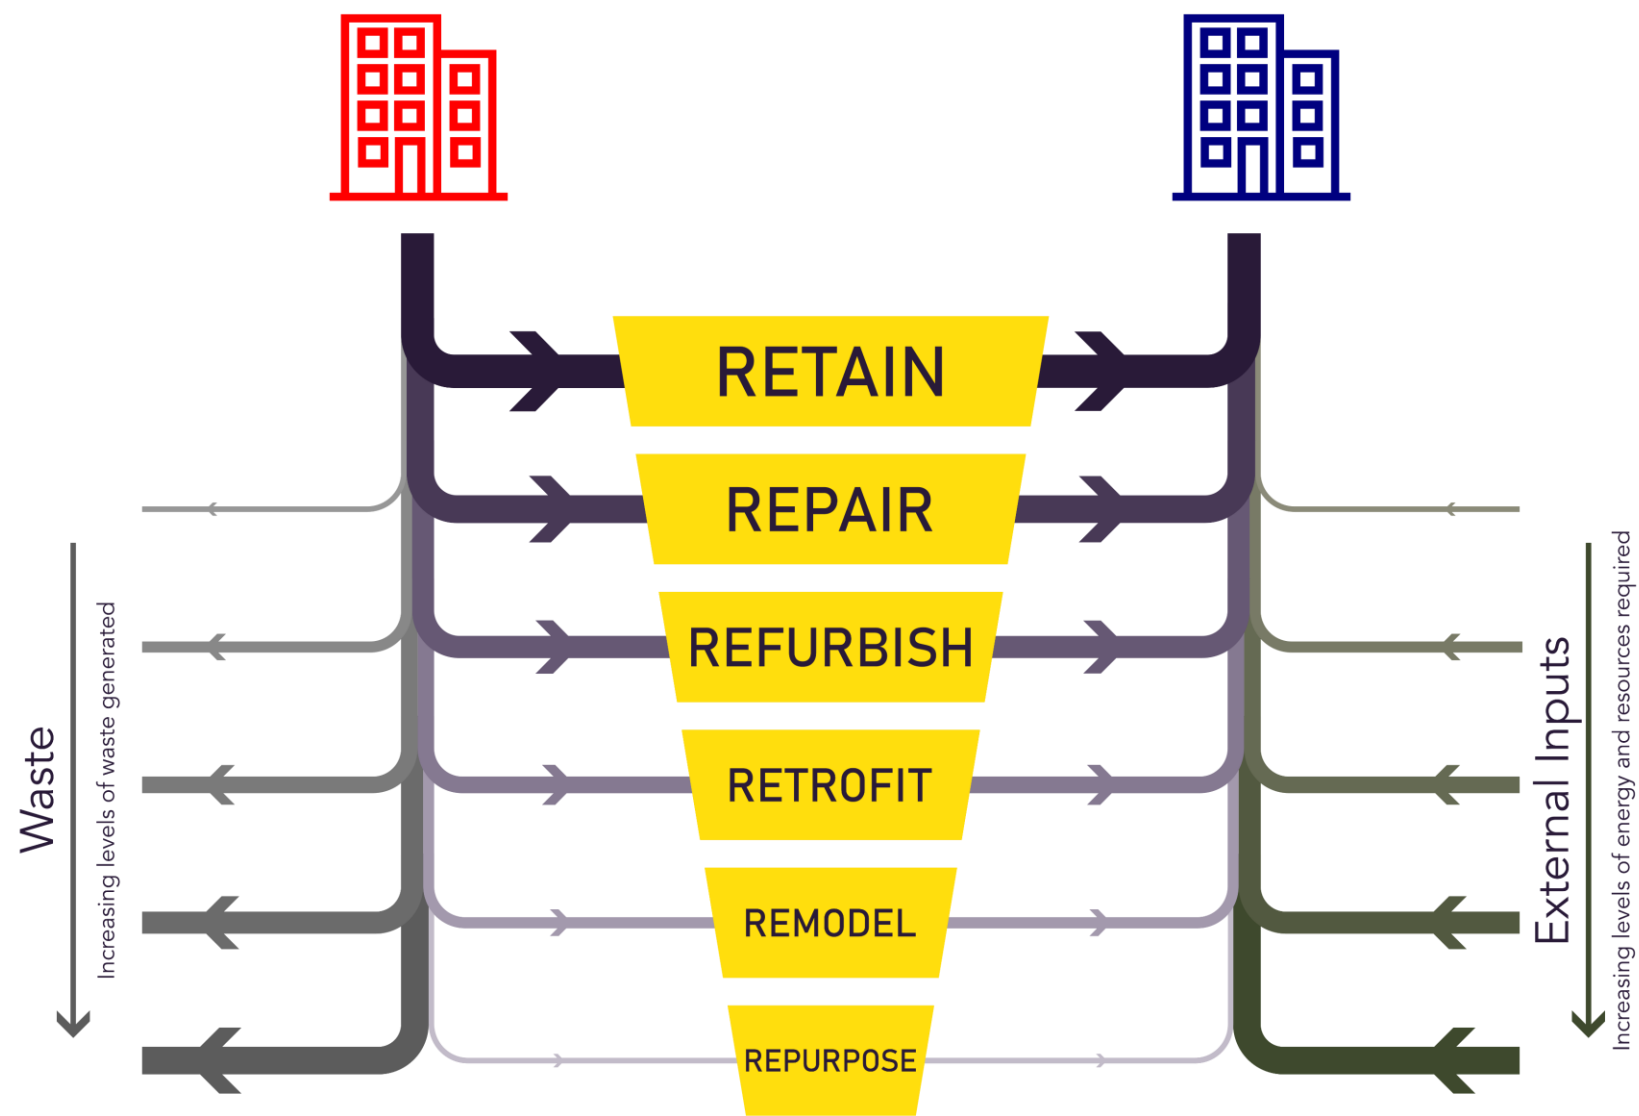 RETAIN
REPAIR
REFURBISH
RETROFIT
REMODEL
REPURPOSE
Waste
Increasing levels of waste generated
External Inputs
Increasing levels of energy and resources required